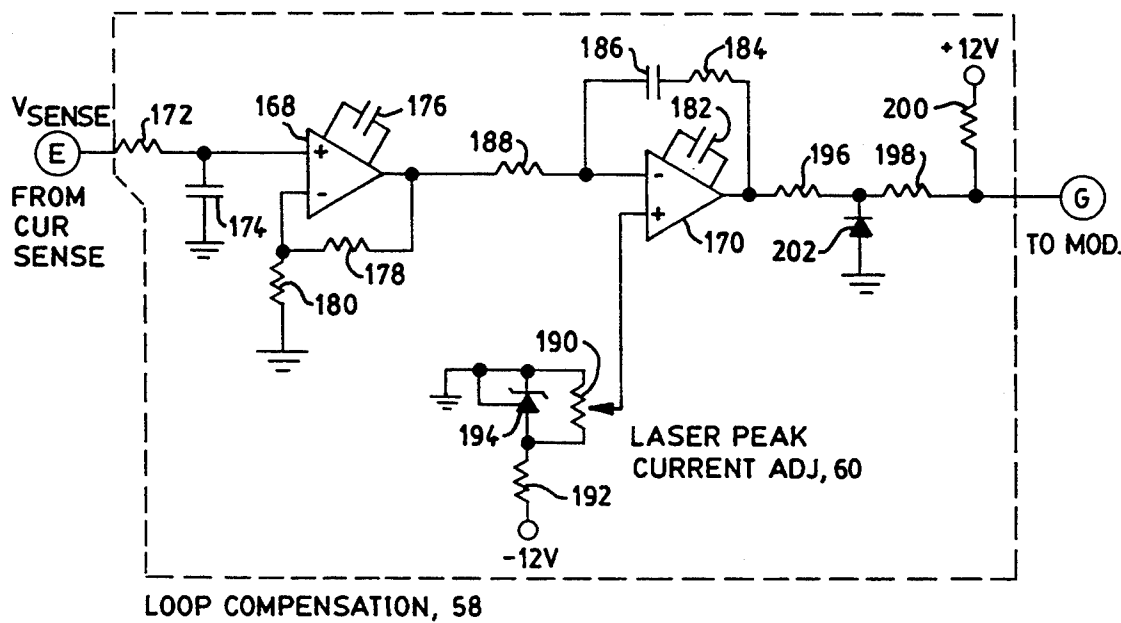 186
184
+12V
VSENSE
172
168
176
182
200
E
188
196
198
G
FROM
CUR
SENSE
174
178
170
202
TO MOD.
180
190
194
LASER PEAK
CURRENT ADJ, 60
192
-12V
LOOP COMPENSATION, 58